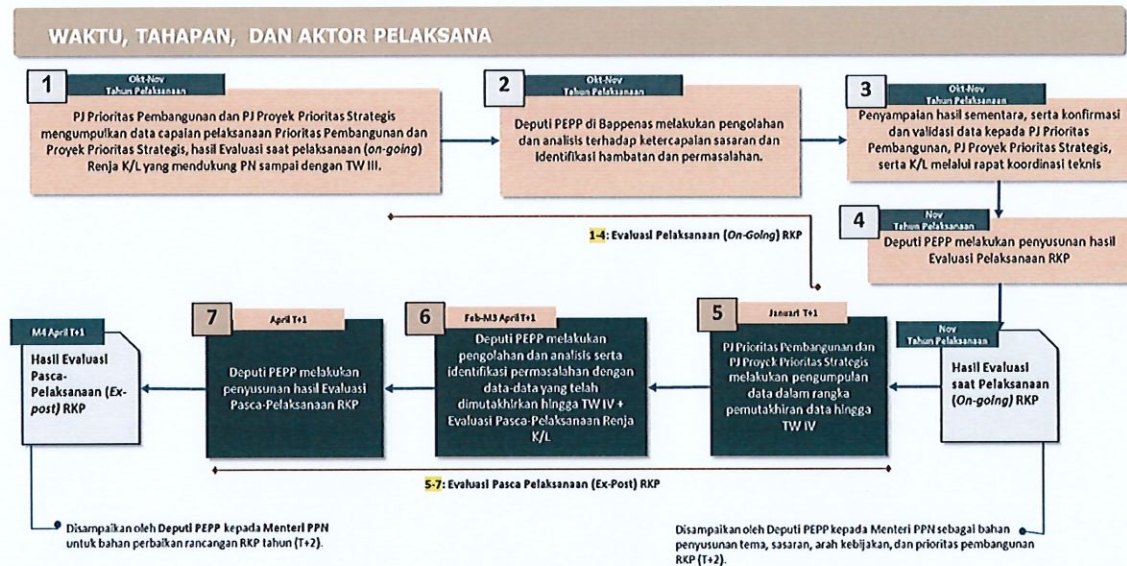 WAKTU, TAHAPAN, DAN AKTOR PELAKSANA
1
Okt-Nov
Tahun Pelaksanaan
PJ Prioritas Pembangunan dan PJ Proyek Prioritas Strategis
mengumpulkan data capaian pelaksanaan Prioritas Pembangunan dan
Proyek Prioritas Strategis, hasil Evaluasi saat pelaksanaan (on-going)
Renja K/L yang mendukung PN sampai dengan TW III.
2
Okt-Nov
Tahun Pelaksanaan
Deputi PEPP di Bappenas melakukan pengolahan
dan analisis terhadap ketercapaian sasaran dan
identifikasi hambatan dan permasalahan.
3
Okt-Nov
Tahun Pelaksanaan
Penyampaian hasil sementara, serta konfirmasi
dan validasi data kepada PJ Prioritas
Pembangunan, PJ Proyek Prioritas Strategis,
serta K/L melalui rapat koordinasi teknis
4
Nov
Tahun Pelaksanaan
Deputi PEPP melakukan penyusunan hasil
Evaluasi Pelaksanaan RKP
1-4: Evaluasi Pelaksanaan (On-Going) RKP
Nov
Tahun Pelaksanaan
Hasil Evaluasi
saat Pelaksanaan
(On-going) RKP
5
Januari T+1
PJ Prioritas Pembangunan dan
PJ Proyek Prioritas Strategis
melakukan pengumpulan
data dalam rangka
pemutakhiran data hingga
TW IV
6
Feb-M3 April T+1
Deputi PEPP melakukan
pengolahan dan analisis serta
identifikasi permasalahan dengan
data-data yang telah
dimutakhirkan hingga TW IV +
Evaluasi Pasca-Pelaksanaan Renja
K/L
7
April T+1
Deputi PEPP melakukan
penyusunan hasil Evaluasi
Pasca-Pelaksanaan RKP
M4 April T+1
Hasil Evaluasi
Pasca-
Pelaksanaan (Ex-
post) RKP
5-7: Evaluasi Pasca Pelaksanaan (Ex-Post) RKP
Disampaikan oleh Deputi PEPP kepada Menteri PPN
untuk bahan perbaikan rancangan RKP tahun (T+2).
Disampaikan oleh Deputi PEPP kepada Menteri PPN sebagai bahan
penyusunan tema, sasaran, arah kebijakan, dan prioritas pembangunan
RKP (T+2).